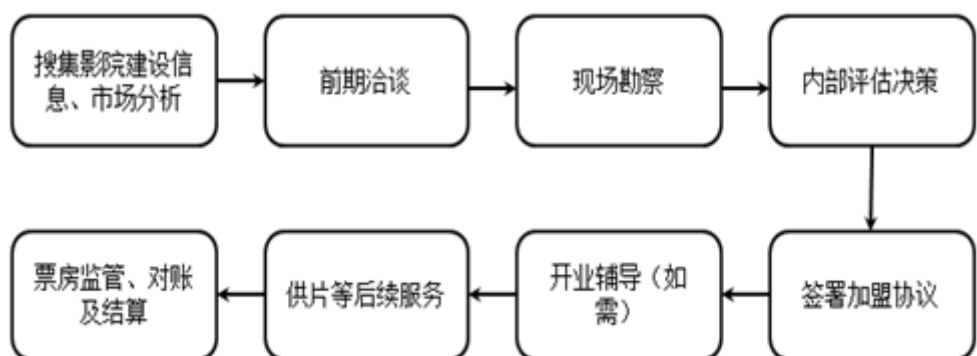 搜集影院建设信
息、市场分析
前期洽谈
现场勘察
内部评估决策
签署加盟协议
开业辅导（如
需）
供片等后续服务
票房监管、对账
及结算